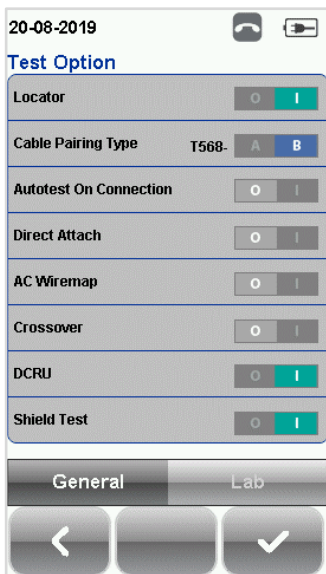 20-08-2019
Test Option
Locator O I
Cable Pairing Type T568- A B
Autotest On Connection O I
Direct Attach O I
AC Wiremap O I
Crossover O I
DCRU O I
Shield Test O I
General Lab